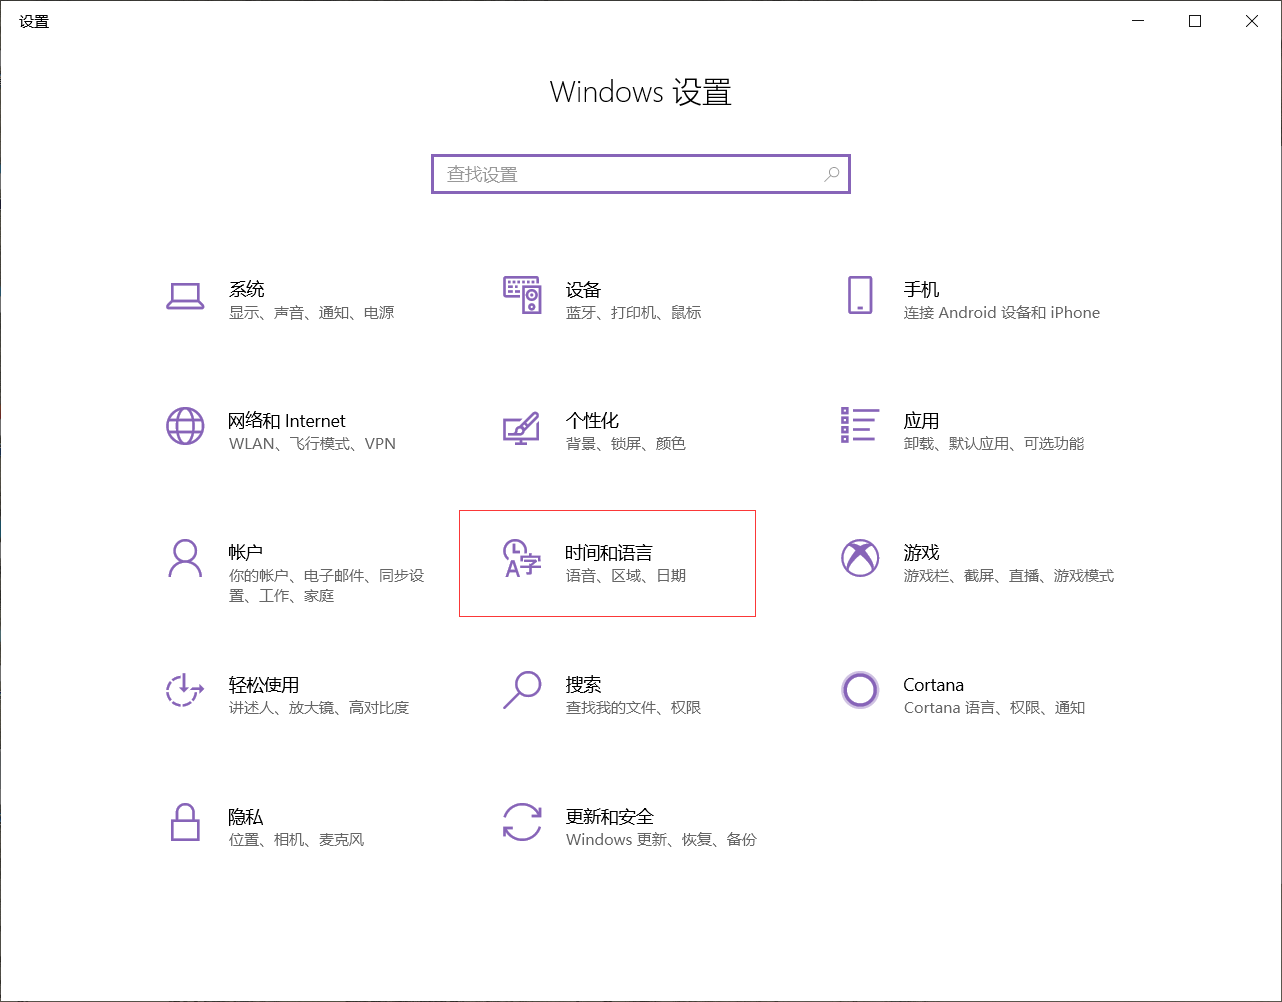 设置
Windows 设置
查找设置
系统
显示、声音、通知、电源
设备
蓝牙、打印机、鼠标
手机
连接 Android 设备和 iPhone
网络和 Internet
WLAN、飞行模式、VPN
个性化
背景、锁屏、颜色
应用
卸载、默认应用、可选功能
帐户
你的帐户、电子邮件、同步设
置、工作、家庭
时间和语言
语音、区域、日期
游戏
游戏栏、截屏、直播、游戏模式
轻松使用
讲述人、放大镜、高对比度
搜索
查找我的文件、权限
Cortana
Cortana 语言、权限、通知
隐私
位置、相机、麦克风
更新和安全
Windows 更新、恢复、备份